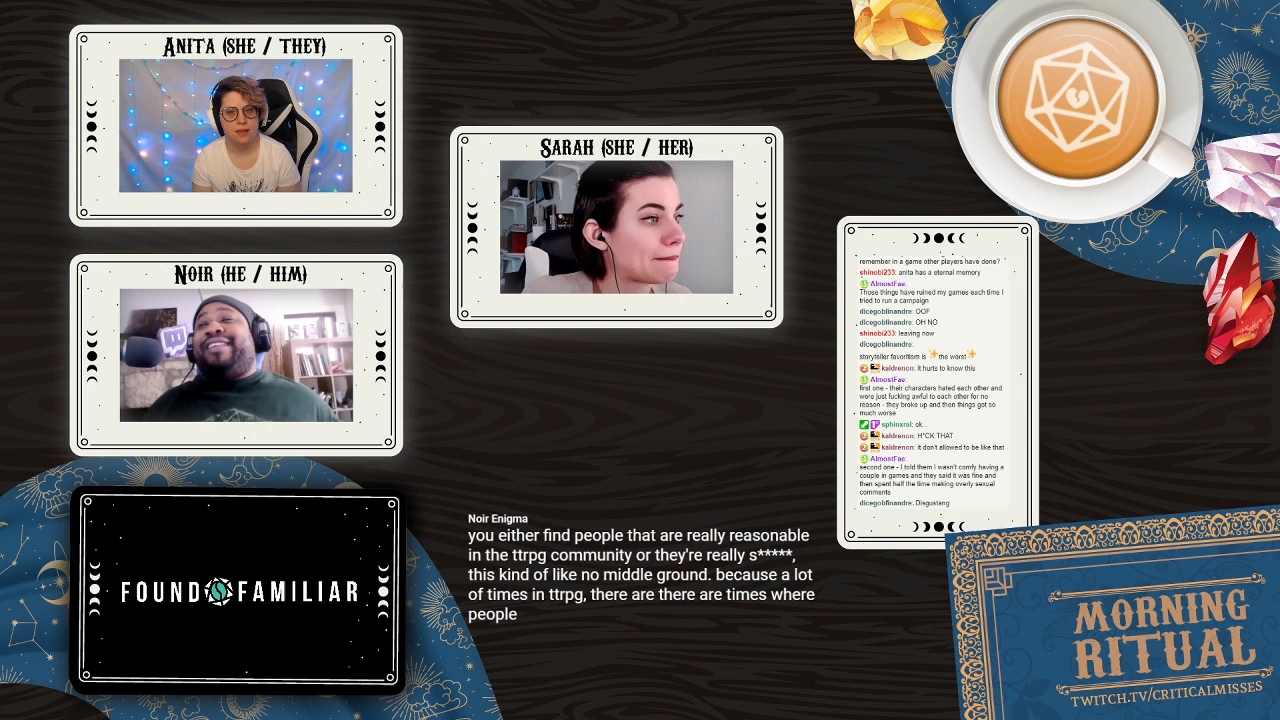 Anita (she / they)
Sarah (she / her)
Noir (he / him)
FOUND FAMILIAR
Noir Enigma
you either find people that are really reasonable
in the ttrpg community or they're really s*****,
this kind of like no middle ground. because a lot
of times in ttrpg, there are there are times where
people
remember in a game other players have done?
shinobi233: anita has a eternal memory
AlmostFae:
Those things have ruined my games each time I
tried to run a campaign
dicegoblinandre: OOF
dicegoblinandre: OH NO
shinobi233: leaving now
dicegoblinandre:
storyteller favoritism is ✨the worst✨
kaldrenon: it hurts to know this
AlmostFae:
first one - their characters hated each other and
were just fucking awful to each other for no
reason - they broke up and then things got so
much worse
sphinxral: ok...
kaldrenon: H*CK THAT
kaldrenon: it don't allowed to be like that
AlmostFae:
second one - I told them I wasn't comfy having a
couple in games and they said it was fine and
then spent half the time making overly sexual
comments
dicegoblinandre: Disgustang
MORNING
RITUAL
TWITCH.TV/CRITICALMISSES